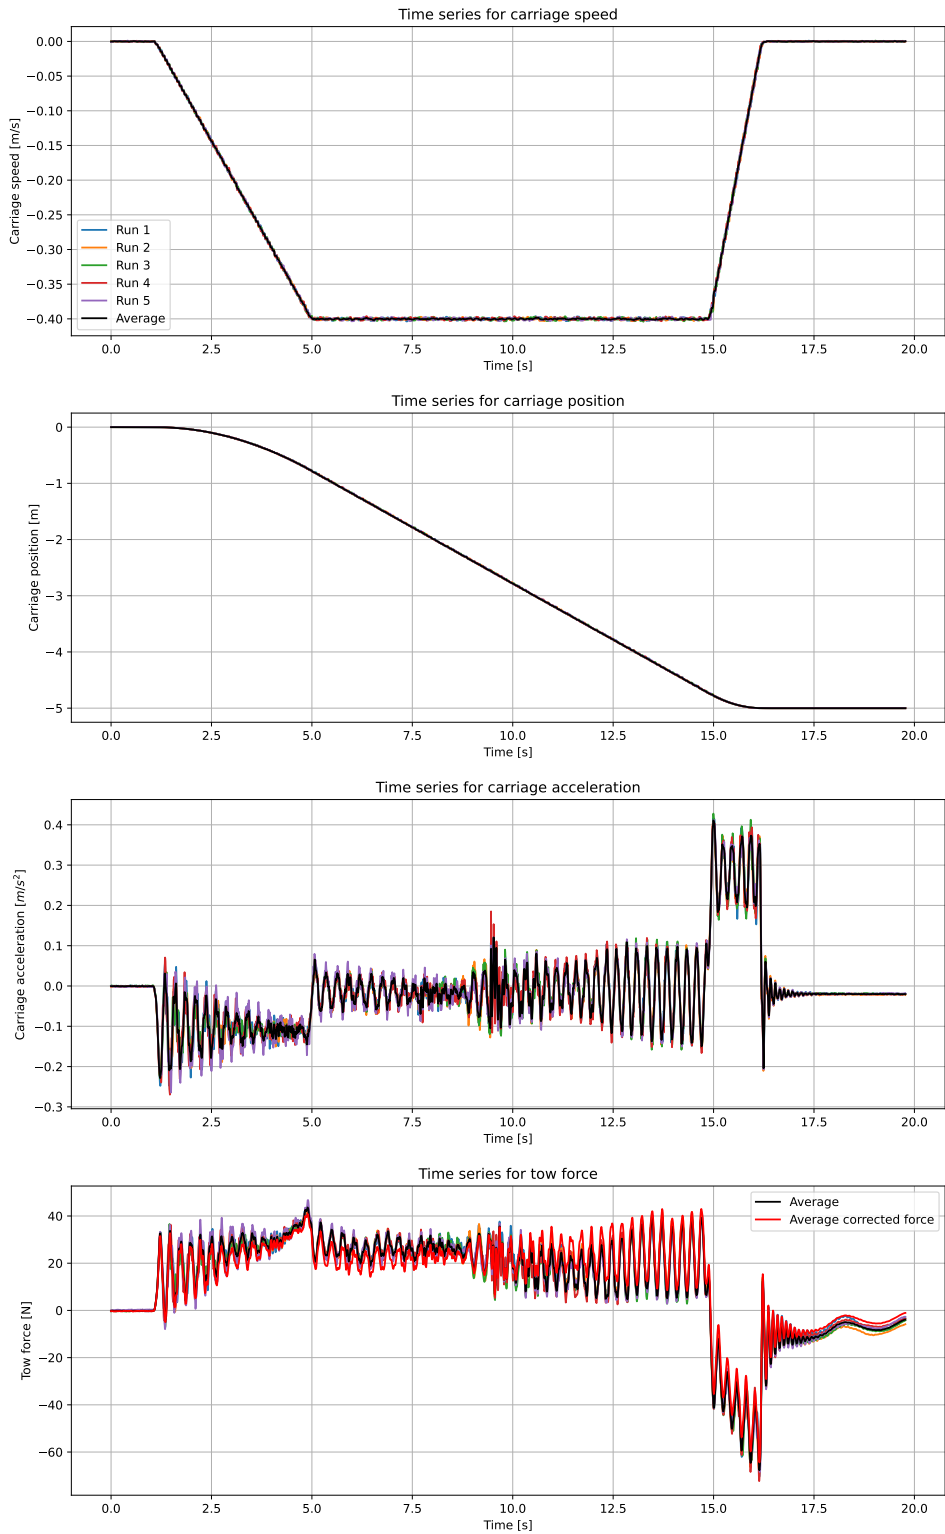 Time series for carriage speed
Carriage speed [m/s]
0.00
−0.05
−0.10
−0.15
−0.20
−0.25
−0.30
−0.35
−0.40
Run 1
Run 2
Run 3
Run 4
Run 5
Average
0.0 2.5 5.0 7.5 10.0 12.5 15.0 17.5 20.0
Time [s]
Time series for carriage position
Carriage position [m]
0
−1
−2
−3
−4
−5
0.0 2.5 5.0 7.5 10.0 12.5 15.0 17.5 20.0
Time [s]
Time series for carriage acceleration
Carriage acceleration [m/s²]
0.4
0.3
0.2
0.1
0.0
−0.1
−0.2
−0.3
0.0 2.5 5.0 7.5 10.0 12.5 15.0 17.5 20.0
Time [s]
Time series for tow force
Tow force [N]
40
20
0
−20
−40
−60
Average
Average corrected force
0.0 2.5 5.0 7.5 10.0 12.5 15.0 17.5 20.0
Time [s]